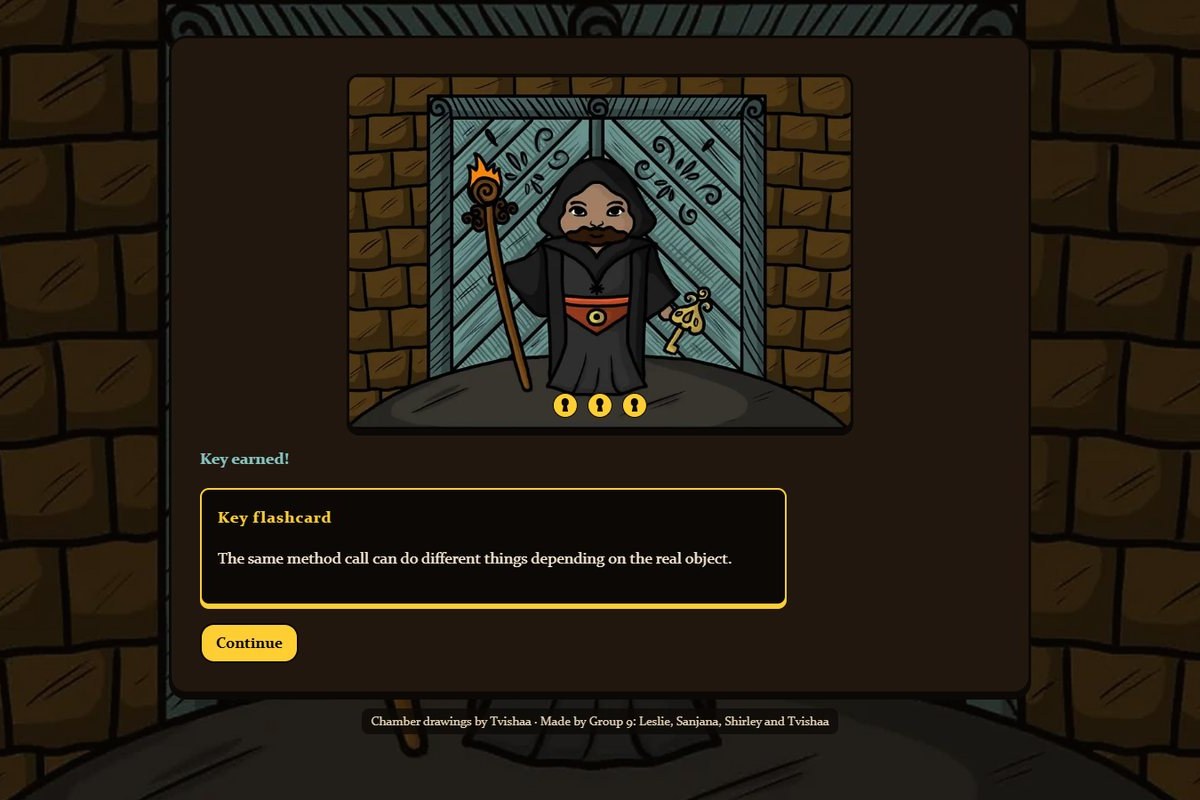 Key earned!
Key flashcard
The same method call can do different things depending on the real object.
Continue
Chamber drawings by Tvishaa · Made by Group 9: Leslie, Sanjana, Shirley and Tvishaa